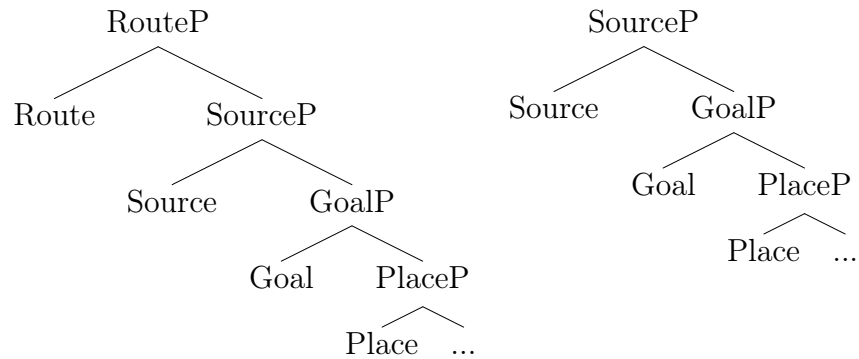 RouteP
Route SourceP
Source GoalP
Goal PlaceP
Place ...
SourceP
Source GoalP
Goal PlaceP
Place ...